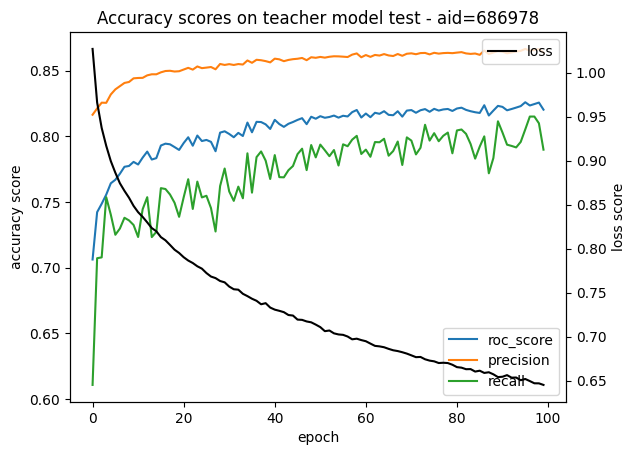 Accuracy scores on teacher model test - aid=686978
accuracy score
0.85
0.80
0.75
0.70
0.65
0.60
loss
1.00
0.95
0.90
0.85
0.80
0.75
0.70
0.65
loss score
roc_score
precision
recall
0 20 40 60 80 100
epoch